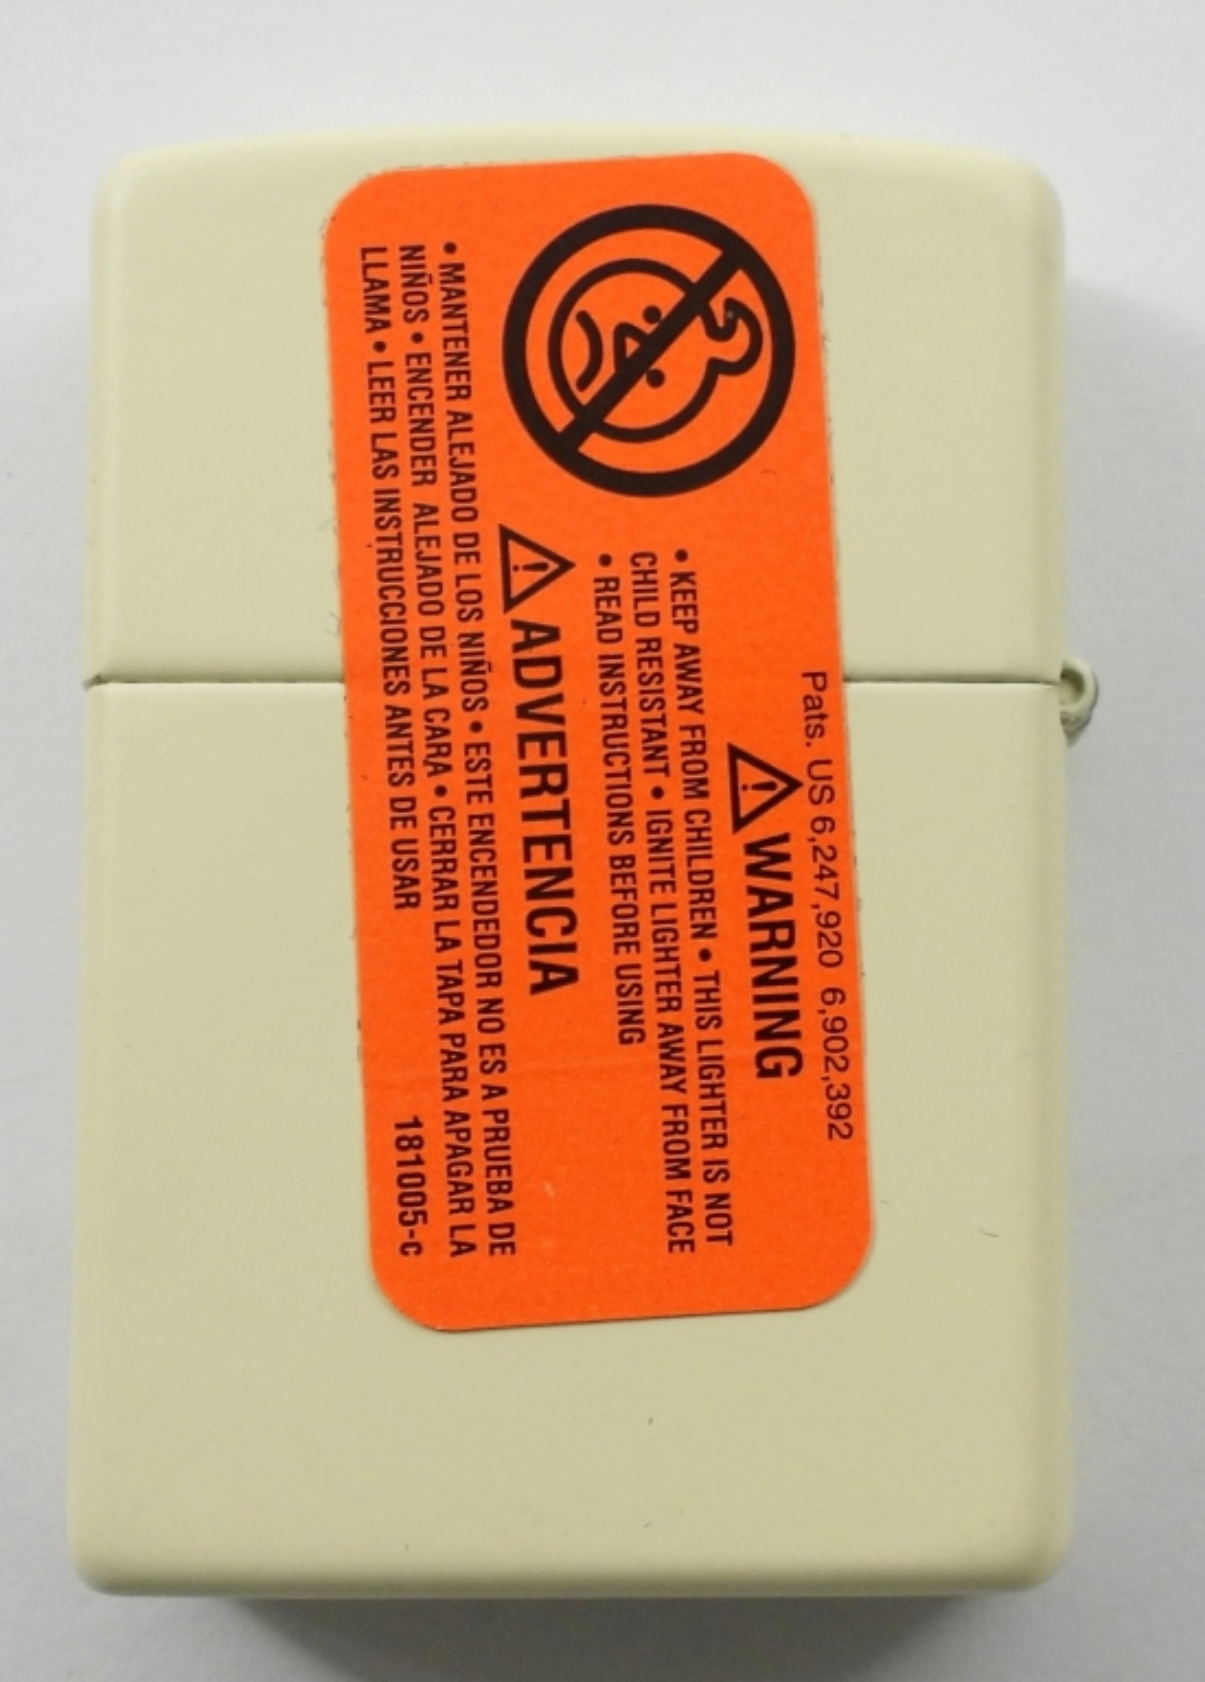 Pats. US 6,247,920  6,902,392
⚠ WARNING
• KEEP AWAY FROM CHILDREN • THIS LIGHTER IS NOT
CHILD RESISTANT • IGNITE LIGHTER AWAY FROM FACE
• READ INSTRUCTIONS BEFORE USING
⚠ ADVERTENCIA
• MANTENER ALEJADO DE LOS NIÑOS • ESTE ENCENDEDOR NO ES A PRUEBA DE
NIÑOS • ENCENDER ALEJADO DE LA CARA • CERRAR LA TAPA PARA APAGAR LA
LLAMA • LEER LAS INSTRUCCIONES ANTES DE USAR
181005-C